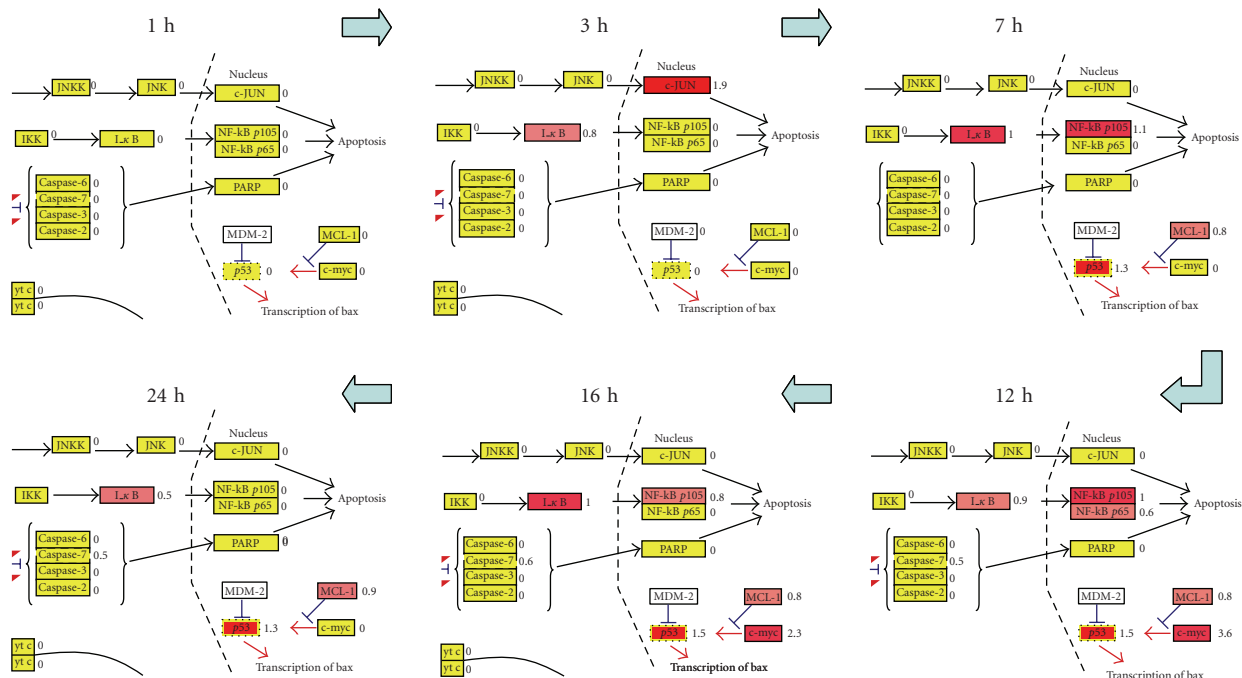 1 h
Nucleus
JNKK 0
JNK 0
c-JUN 0
IKK 0
I.κ B 0
NF-kB p105 0
NF-kB p65 0
Apoptosis
Caspase-6 0
Caspase-7 0
Caspase-3 0
Caspase-2 0
PARP 0
MDM-2
MCL-1 0
p53 0
c-myc 0
yt c 0
yt c 0
Transcription of bax
3 h
Nucleus
JNKK 0
JNK 0
c-JUN 1.9
IKK 0
I.κ B 0.8
NF-kB p105 0
NF-kB p65 0
Apoptosis
Caspase-6 0
Caspase-7 0
Caspase-3 0
Caspase-2 0
PARP 0
MDM-2 0
MCL-1 0
p53 0
c-myc 0
yt c 0
yt c 0
Transcription of bax
7 h
Nucleus
JNKK 0
JNK 0
c-JUN 0
IKK 0
I.κ B 1
NF-kB p105 1.1
NF-kB p65 0
Apoptosis
Caspase-6 0
Caspase-7 0
Caspase-3 0
Caspase-2 0
PARP 0
MDM-2
MCL-1 0.8
p53 1.3
c-myc 0
Transcription of bax
24 h
Nucleus
JNKK 0
JNK 0
c-JUN 0
IKK 0
I.κ B 0.5
NF-kB p105 0
NF-kB p65 0
Apoptosis
Caspase-6 0
Caspase-7 0.5
Caspase-3 0
Caspase-2 0
PARP 0
MDM-2
MCL-1 0.9
p53 1.3
c-myc 0
yt c 0
yt c 0
Transcription of bax
16 h
Nucleus
JNKK 0
JNK 0
c-JUN 0
IKK 0
I.κ B 1
NF-kB p105 0.8
NF-kB p65 0
Apoptosis
Caspase-6 0
Caspase-7 0.6
Caspase-3 0
Caspase-2 0
PARP 0
MDM-2
MCL-1 0.8
p53 1.5
c-myc 2.3
yt c 0
yt c 0
Transcription of bax
12 h
Nucleus
JNKK 0
JNK 0
c-JUN 0
IKK 0
I.κ B 0.9
NF-kB p105 1
NF-kB p65 0.6
Apoptosis
Caspase-6 0
Caspase-7 0.5
Caspase-3 0
Caspase-2 0
PARP 0
MDM-2
MCL-1 0.8
p53 1.5
c-myc 3.6
Transcription of bax